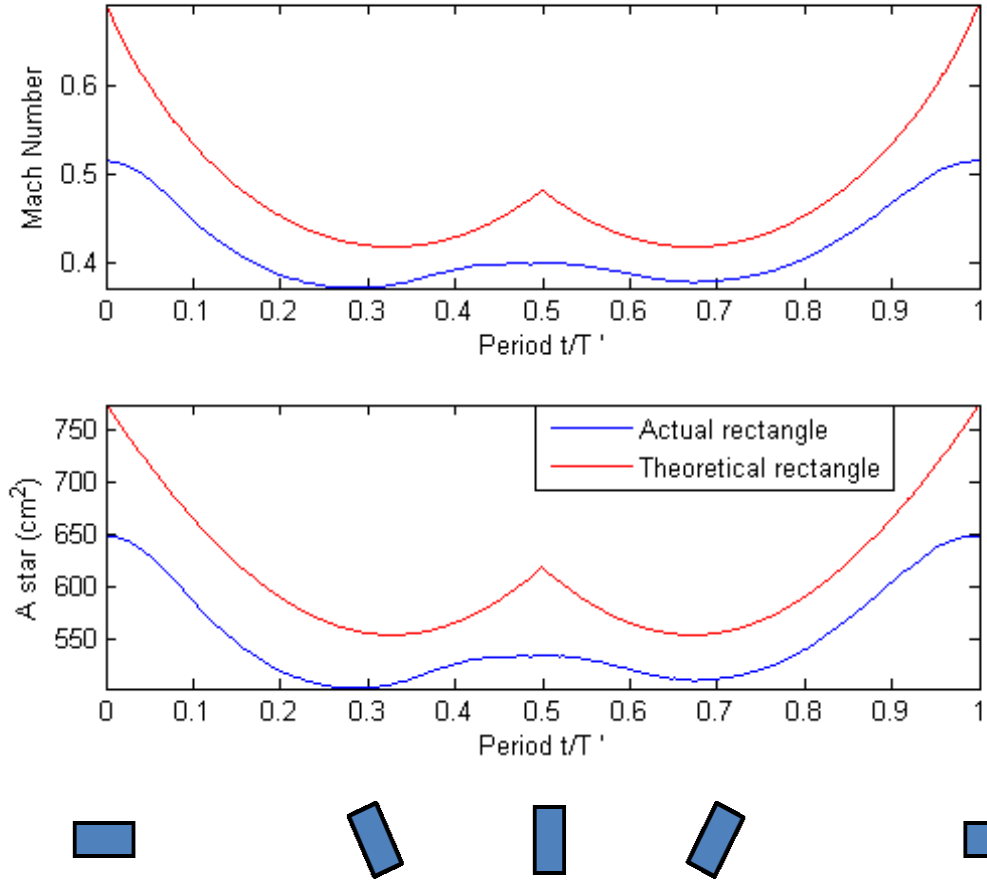 Mach Number
0.6
0.5
0.4
0 0.1 0.2 0.3 0.4 0.5 0.6 0.7 0.8 0.9 1
Period t/T '
A star (cm²)
750
700
650
600
550
Actual rectangle
Theoretical rectangle
0 0.1 0.2 0.3 0.4 0.5 0.6 0.7 0.8 0.9 1
Period t/T '